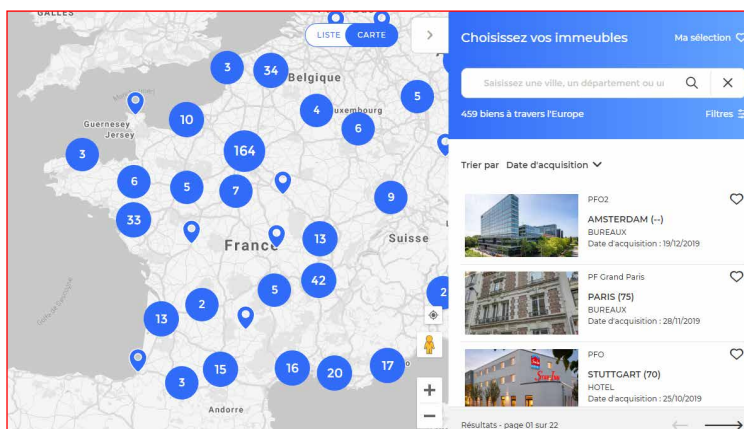 GALLES
LISTE
CARTE
3
34
Belgique
5
10
4
uxembourg
6
Guernesey
Jersey
164
3
6
5
7
9
33
France
13
Suisse
42
5
2
2
13
3
15
16
20
17
Andorre
+
−
Choisissez vos immeubles
Ma sélection
Saisissez une ville, un département ou u
459 biens à travers l'Europe
Filtres
Trier par Date d'acquisition
PFO2
AMSTERDAM (--)
BUREAUX
Date d'acquisition : 19/12/2019
PF Grand Paris
PARIS (75)
BUREAUX
Date d'acquisition : 28/11/2019
PFO
STUTTGART (70)
HOTEL
Date d'acquisition : 25/10/2019
Résultats - page 01 sur 22